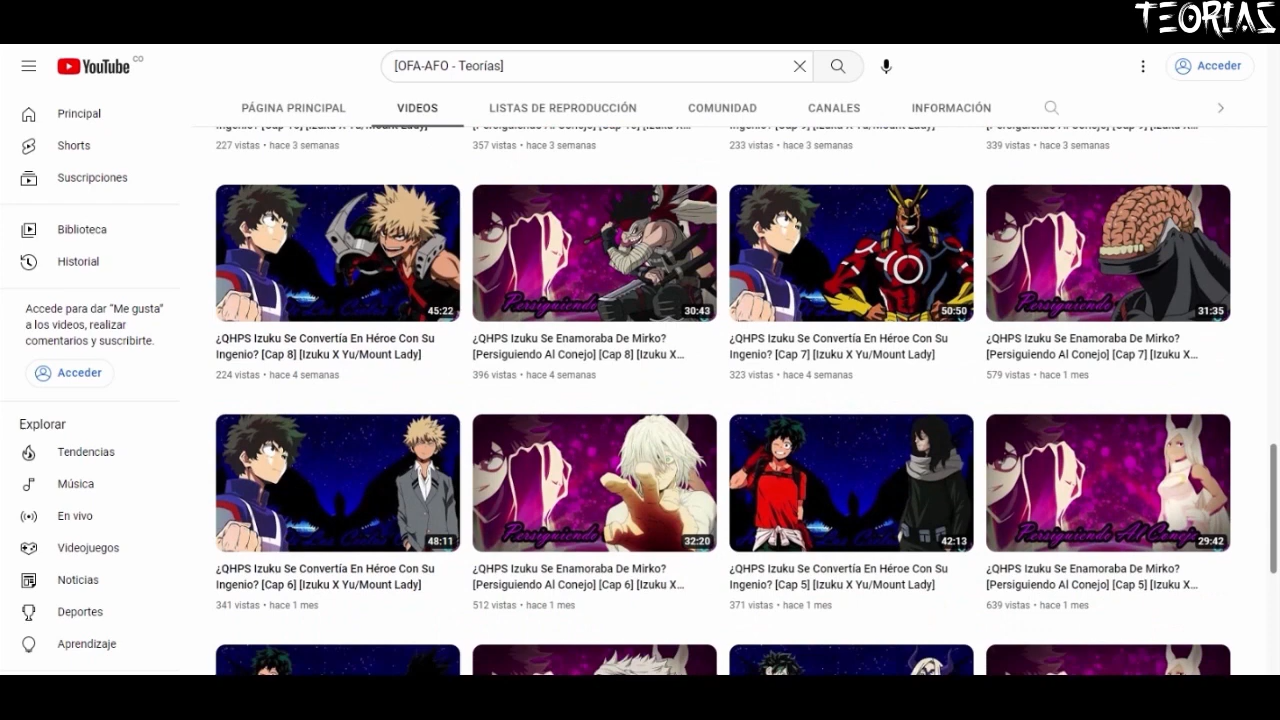 TEORIAS
YouTube CO
[OFA-AFO - Teorías]
Acceder
PÁGINA PRINCIPAL VIDEOS LISTAS DE REPRODUCCIÓN COMUNIDAD CANALES INFORMACIÓN
Principal
Shorts
Suscripciones
Biblioteca
Historial
Accede para dar “Me gusta”
a los videos, realizar
comentarios y suscribirte.
Acceder
Explorar
Tendencias
Música
En vivo
Videojuegos
Noticias
Deportes
Aprendizaje
227 vistas • hace 3 semanas
357 vistas • hace 3 semanas
233 vistas • hace 3 semanas
339 vistas • hace 3 semanas
45:22
¿QHPS Izuku Se Convertía En Héroe Con Su
Ingenio? [Cap 8] [Izuku X Yu/Mount Lady]
224 vistas • hace 4 semanas
Persiguiendo
30:43
¿QHPS Izuku Se Enamoraba De Mirko?
[Persiguiendo Al Conejo] [Cap 8] [Izuku X...
396 vistas • hace 4 semanas
50:50
¿QHPS Izuku Se Convertía En Héroe Con Su
Ingenio? [Cap 7] [Izuku X Yu/Mount Lady]
323 vistas • hace 4 semanas
Persiguiendo
31:35
¿QHPS Izuku Se Enamoraba De Mirko?
[Persiguiendo Al Conejo] [Cap 7] [Izuku X...
579 vistas • hace 1 mes
48:11
¿QHPS Izuku Se Convertía En Héroe Con Su
Ingenio? [Cap 6] [Izuku X Yu/Mount Lady]
341 vistas • hace 1 mes
Persiguiendo
32:20
¿QHPS Izuku Se Enamoraba De Mirko?
[Persiguiendo Al Conejo] [Cap 6] [Izuku X...
512 vistas • hace 1 mes
42:13
¿QHPS Izuku Se Convertía En Héroe Con Su
Ingenio? [Cap 5] [Izuku X Yu/Mount Lady]
371 vistas • hace 1 mes
Persiguiendo Al Conejo
29:42
¿QHPS Izuku Se Enamoraba De Mirko?
[Persiguiendo Al Conejo] [Cap 5] [Izuku X...
639 vistas • hace 1 mes